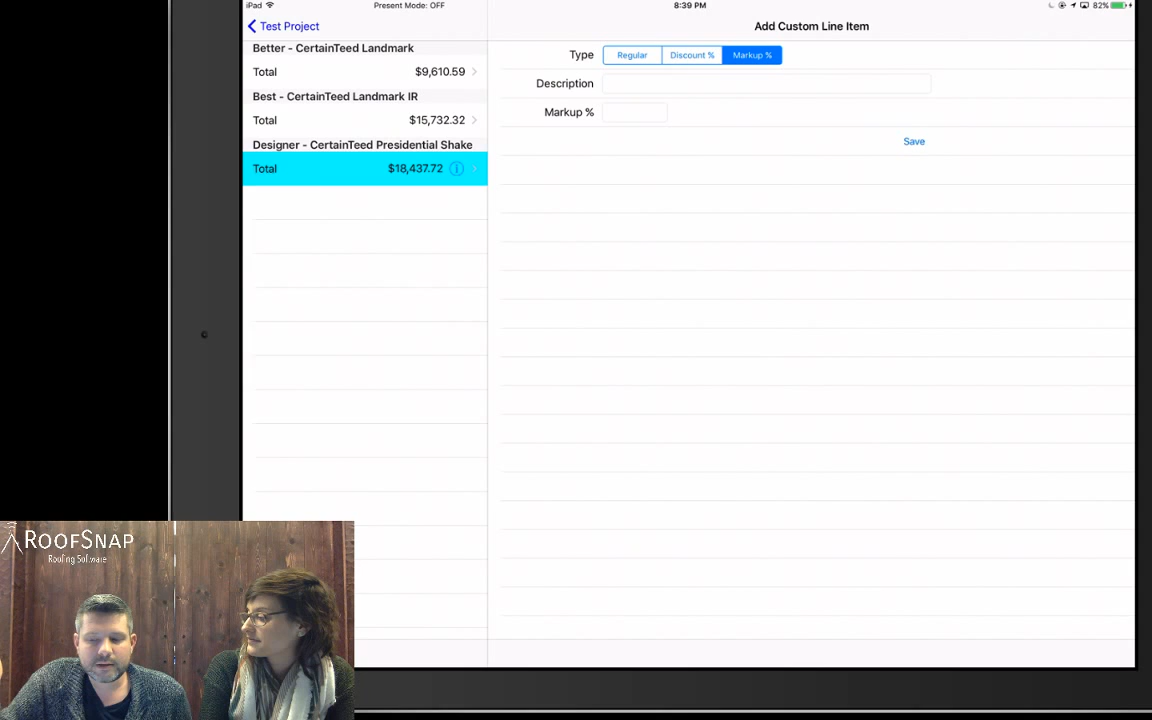 iPad
Present Mode: OFF
8:39 PM
82%
Test Project
Add Custom Line Item
Better - CertainTeed Landmark
Total $9,610.59
Best - CertainTeed Landmark IR
Total $15,732.32
Designer - CertainTeed Presidential Shake
Total $18,437.72
Type Regular Discount % Markup %
Description
Markup %
Save
ROOFSNAP
Roofing Software